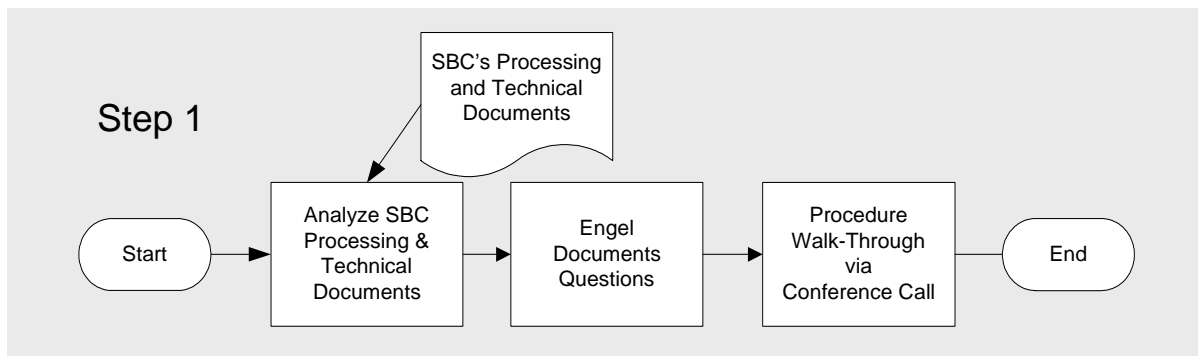 Step 1
SBC's Processing
and Technical
Documents
Start
Analyze SBC
Processing &
Technical
Documents
Engel
Documents
Questions
Procedure
Walk-Through
via
Conference Call
End